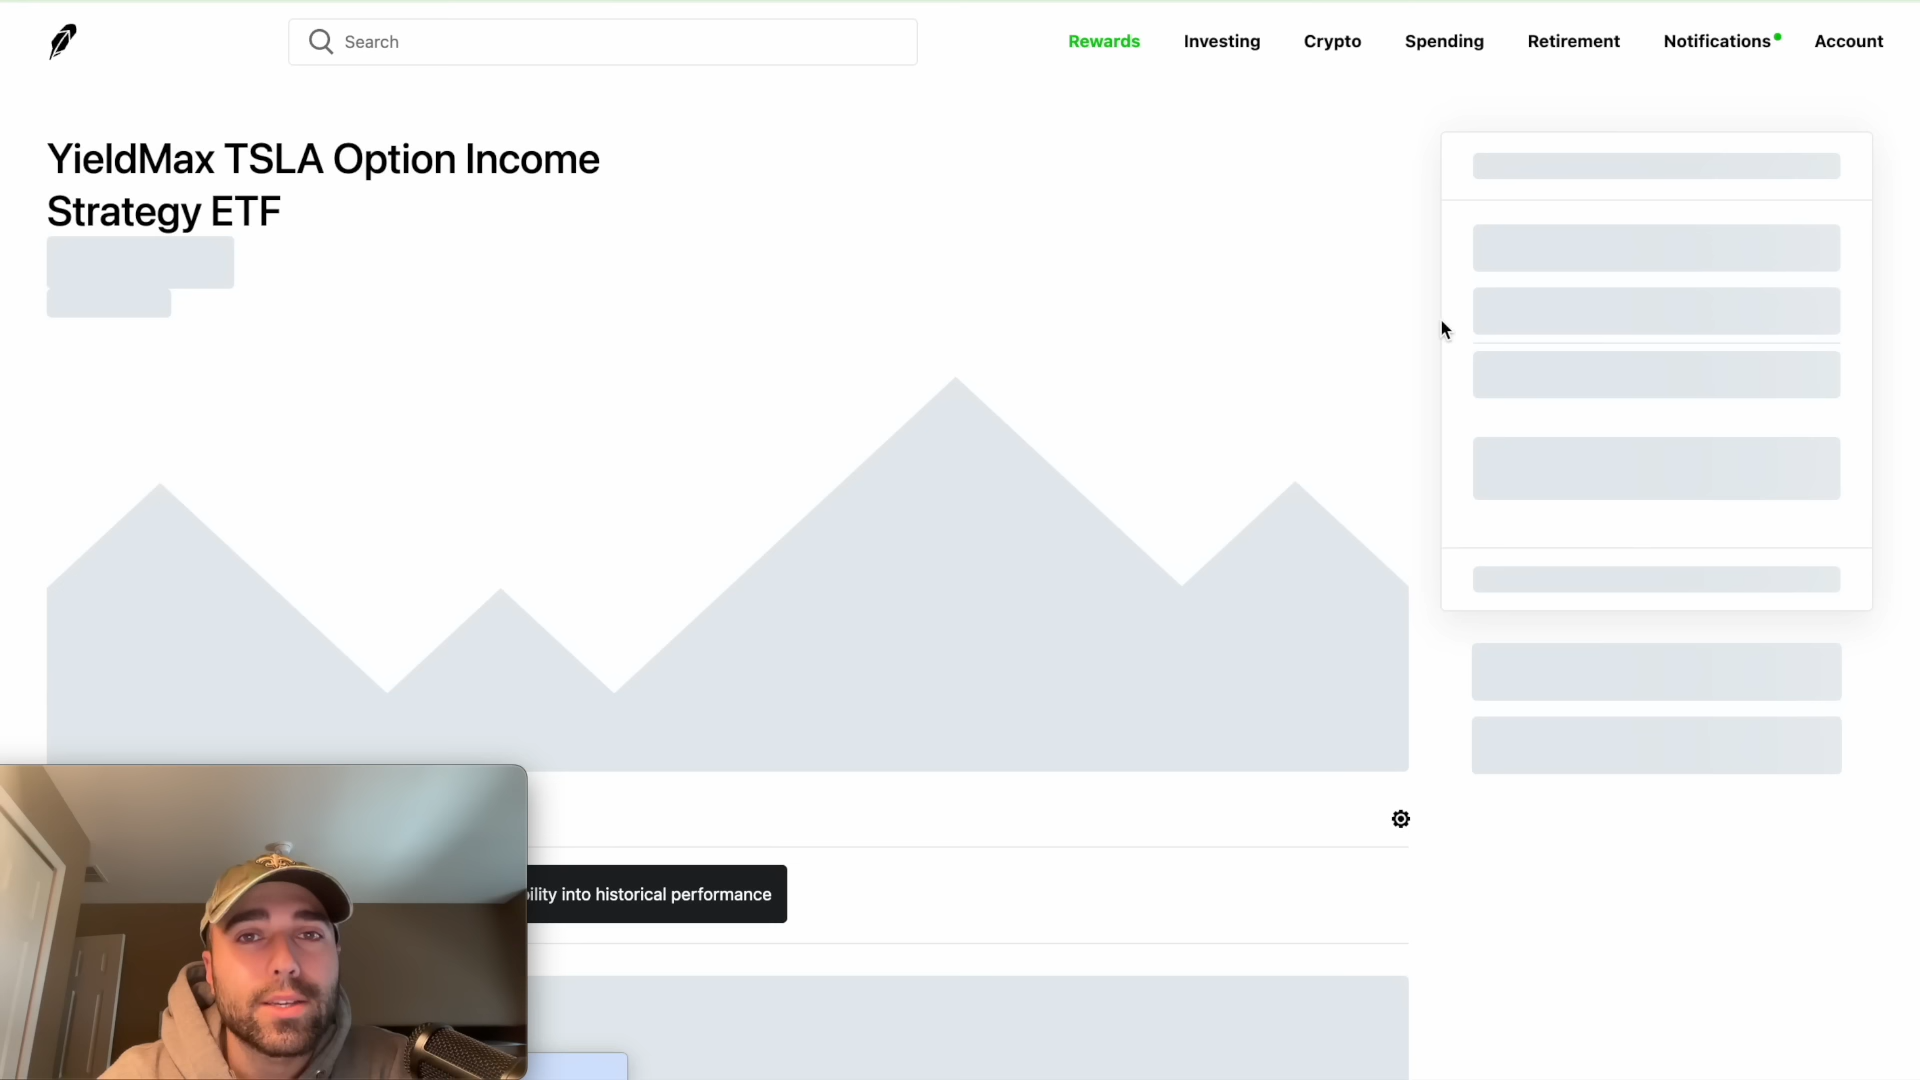 Search
Rewards Investing Crypto Spending Retirement Notifications Account
YieldMax TSLA Option Income
Strategy ETF
ility into historical performance